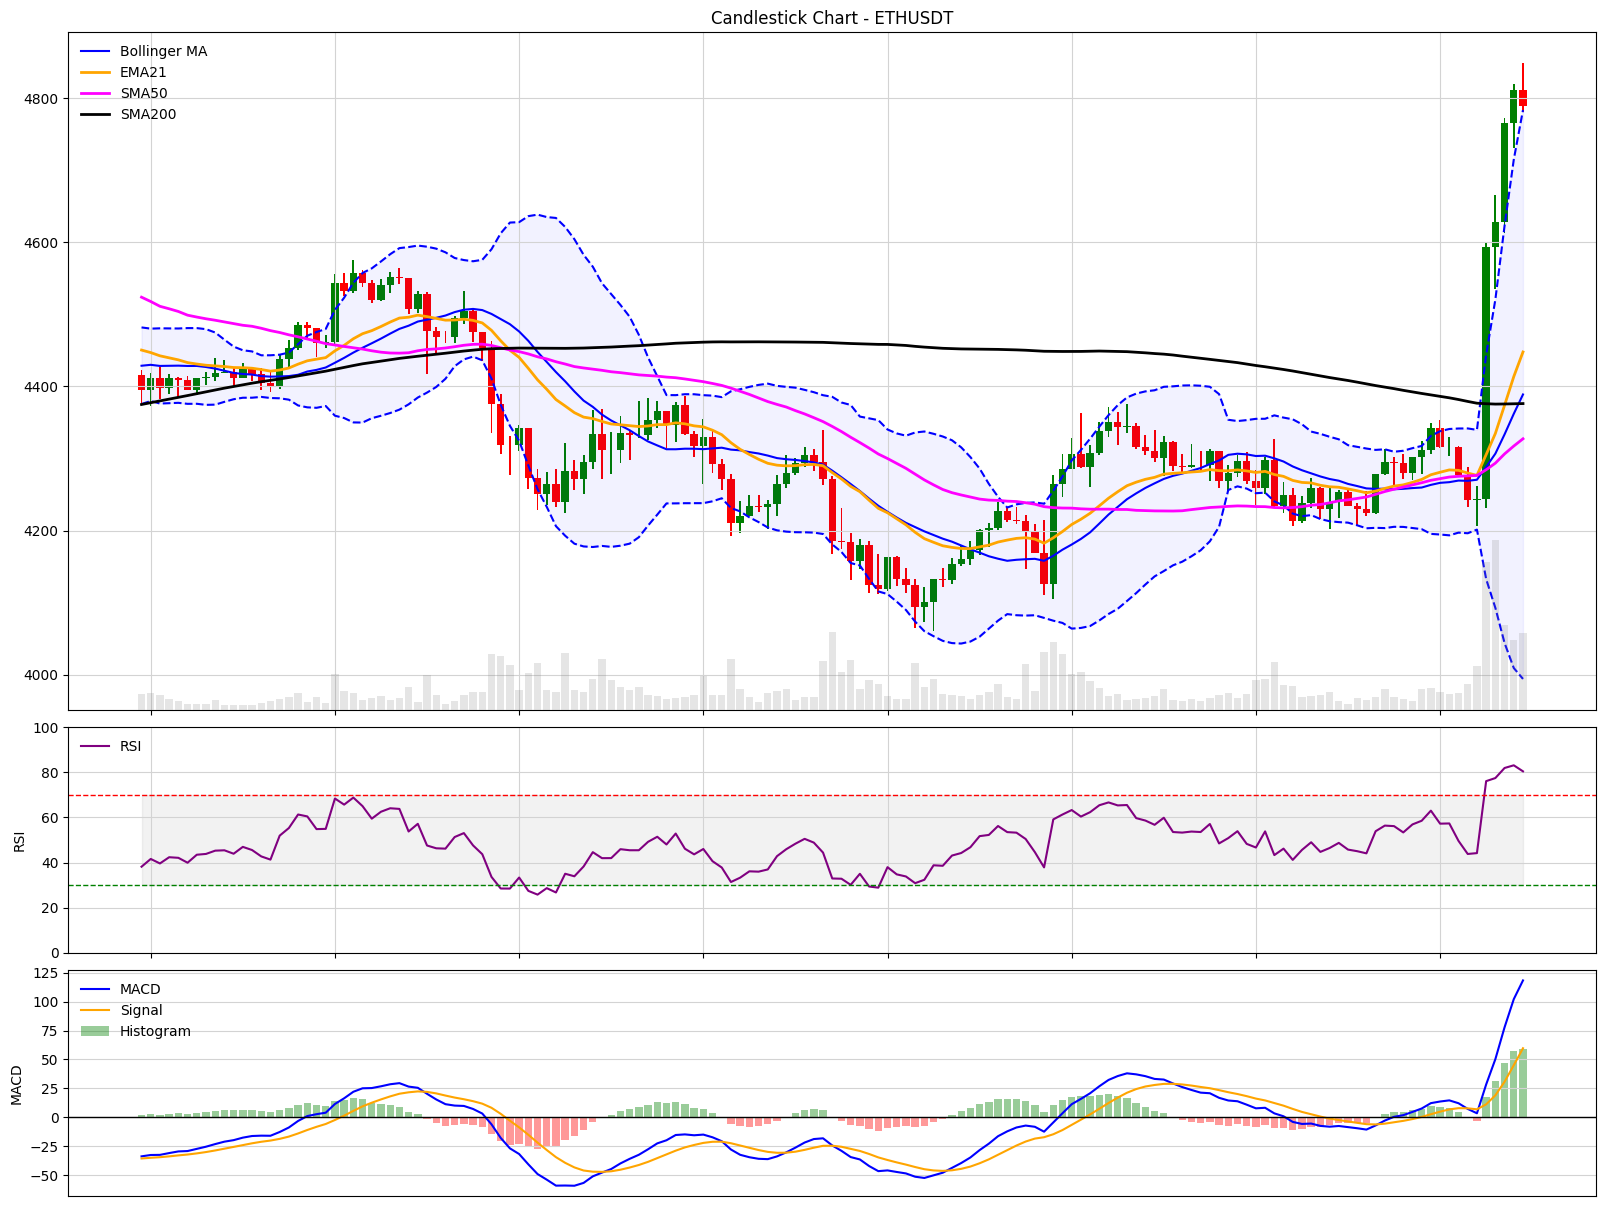 Candlestick Chart - ETHUSDT
Bollinger MA
EMA21
SMA50
SMA200
4800
4600
4400
4200
4000
100
RSI
80
60
RSI
40
20
0
125
MACD
100
Signal
75
Histogram
50
MACD
25
0
−25
−50